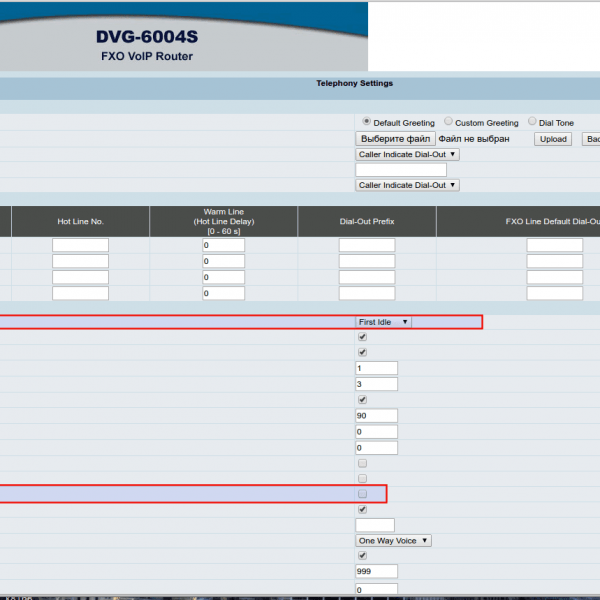 DVG-6004S
FXO VoIP Router
Telephony Settings
Default Greeting Custom Greeting Dial Tone
Выберите файл Файл не выбран Upload
Caller Indicate Dial-Out
Caller Indicate Dial-Out
Hot Line No. Warm Line (Hot Line Delay) [0 - 60 s] Dial-Out Prefix FXO Line Default
0
0
0
0
First Idle
1
3
90
0
0
One Way Voice
999
0